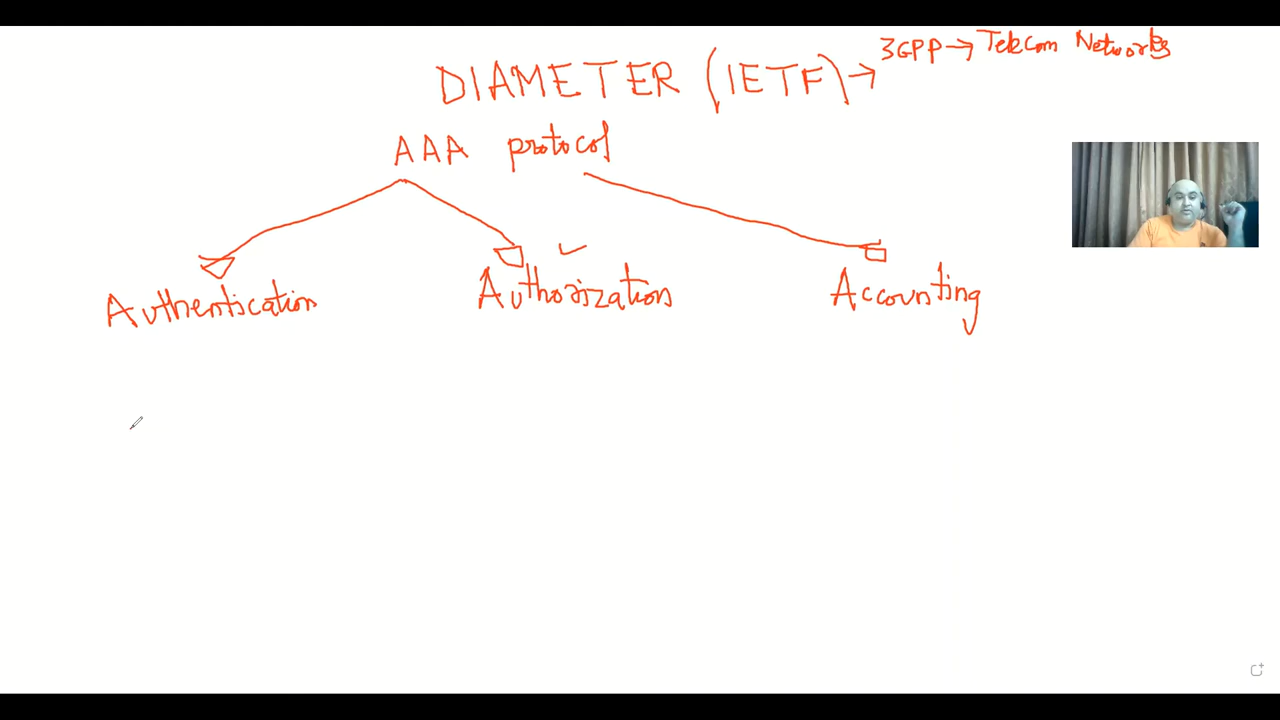 3GPP → Telecom Networks
DIAMETER (IETF) →
AAA protocol
Authentication
Authorization
Accounting